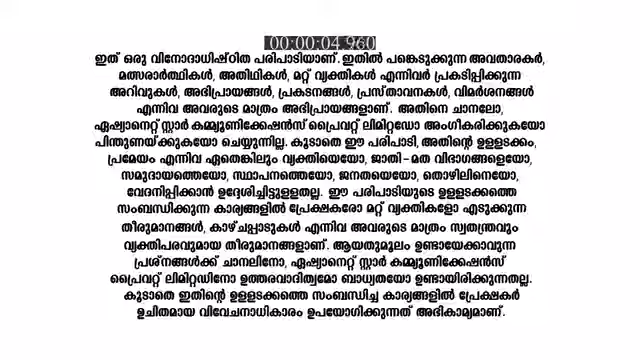 00:00:04.960
ഇത് ഒരു വിനോദാധിഷ്ഠിത പരിപാടിയാണ്. ഇതിൽ പങ്കെടുക്കുന്ന അവതാരകർ,
മത്സരാർത്ഥികൾ, അതിഥികൾ, മറ്റ് വ്യക്തികൾ എന്നിവർ പ്രകടിപ്പിക്കുന്ന
അറിവുകൾ, അഭിപ്രായങ്ങൾ, പ്രകടനങ്ങൾ, പ്രസ്താവനകൾ, വിമർശനങ്ങൾ
എന്നിവ അവരുടെ മാത്രം അഭിപ്രായങ്ങളാണ്. അതിനെ ചാനലോ,
ഏഷ്യാനെറ്റ് സ്റ്റാർ കമ്മ്യൂണിക്കേഷൻസ് പ്രൈവറ്റ് ലിമിറ്റഡോ അംഗീകരിക്കുകയോ
പിന്തുണയ്ക്കുകയോ ചെയ്യുന്നില്ല. കൂടാതെ ഈ പരിപാടി, അതിന്റെ ഉള്ളടക്കം,
പ്രമേയം എന്നിവ ഏതെങ്കിലും വ്യക്തിയെയോ, ജാതി-മത വിഭാഗങ്ങളെയോ,
സമുദായത്തെയോ, സ്ഥാപനത്തെയോ, ജനതയെയോ, തൊഴിലിനെയോ,
വേദനിപ്പിക്കാൻ ഉദ്ദേശിച്ചിട്ടുള്ളതല്ല. ഈ പരിപാടിയുടെ ഉള്ളടക്കത്തെ
സംബന്ധിക്കുന്ന കാര്യങ്ങളിൽ പ്രേക്ഷകരോ മറ്റ് വ്യക്തികളോ എടുക്കുന്ന
തീരുമാനങ്ങൾ, കാഴ്ചപ്പാടുകൾ എന്നിവ അവരുടെ മാത്രം സ്വതന്ത്രവും
വ്യക്തിപരവുമായ തീരുമാനങ്ങളാണ്. ആയതുമൂലം ഉണ്ടായേക്കാവുന്ന
പ്രശ്നങ്ങൾക്ക് ചാനലിനോ, ഏഷ്യാനെറ്റ് സ്റ്റാർ കമ്മ്യൂണിക്കേഷൻസ്
പ്രൈവറ്റ് ലിമിറ്റഡിനോ ഉത്തരവാദിത്വമോ ബാധ്യതയോ ഉണ്ടായിരിക്കുന്നതല്ല.
കൂടാതെ ഇതിന്റെ ഉള്ളടക്കത്തെ സംബന്ധിച്ച കാര്യങ്ങളിൽ പ്രേക്ഷകർ
ഉചിതമായ വിവേചനാധികാരം ഉപയോഗിക്കുന്നത് അഭികാമ്യമാണ്.